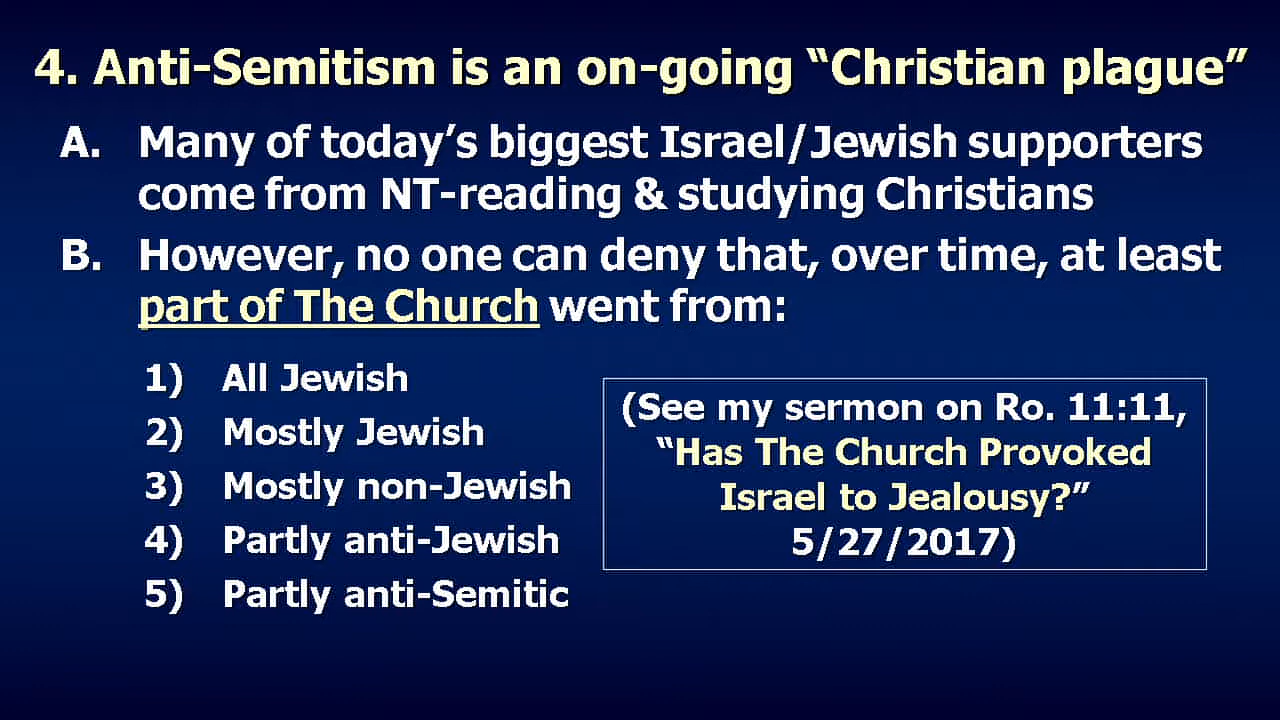 4. Anti-Semitism is an on-going “Christian plague”
A. Many of today’s biggest Israel/Jewish supporters
come from NT-reading & studying Christians
B. However, no one can deny that, over time, at least
part of The Church went from:
1) All Jewish
2) Mostly Jewish
3) Mostly non-Jewish
4) Partly anti-Jewish
5) Partly anti-Semitic
(See my sermon on Ro. 11:11,
“Has The Church Provoked
Israel to Jealousy?”
5/27/2017)